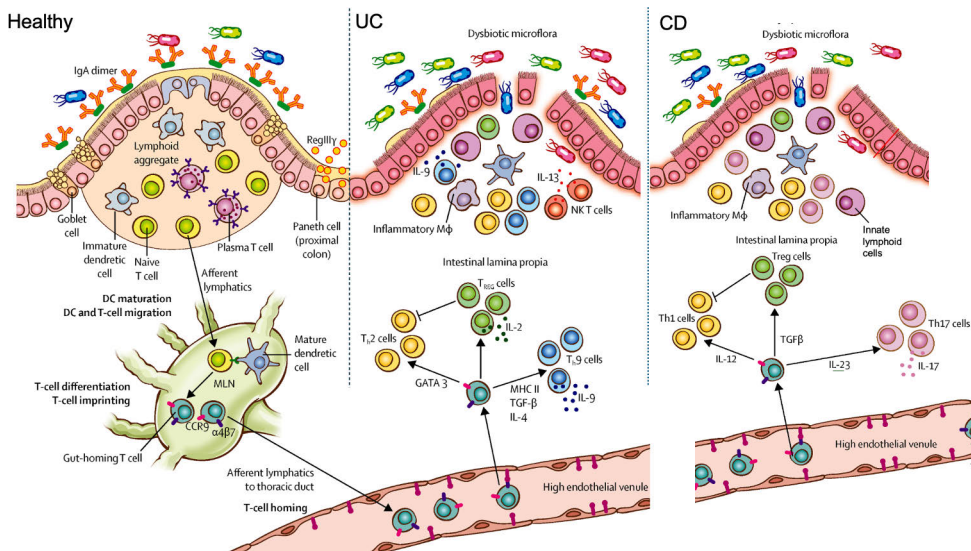 Healthy
IgA dimer
Lymphoid
aggregate
RegIIIγ
Goblet
cell
Immature
dendretic
cell
Naive
T cell
Plasma T cell
Paneth cell
(proximal
colon)
Afferent
lymphatics
DC maturation
DC and T-cell migration
Mature
dendretic
cell
MLN
T-cell differentiation
T-cell imprinting
CCR9
α4β7
Gut-homing T cell
Afferent lymphatics
to thoracic duct
T-cell homing
UC
Dysbiotic microflora
IL-9
IL-13
NK T cells
Inflammatory Mϕ
Intestinal lamina propia
TREG cells
IL-2
Th2 cells
Th9 cells
GATA 3
MHC II
TGF-β
IL-4
IL-9
High endothelial venule
CD
Dysbiotic microflora
Inflammatory Mϕ
Innate
lymphoid
cells
Intestinal lamina propia
Treg cells
Th1 cells
Th17 cells
TGFβ
IL-12
IL-23
IL-17
High endothelial venule